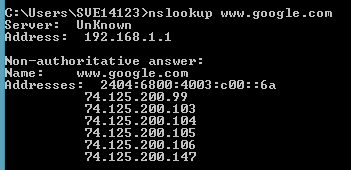 C:\Users\SVE14123>nslookup www.google.com
Server:  UnKnown
Address:  192.168.1.1

Non-authoritative answer:
Name:    www.google.com
Addresses:  2404:6800:4003:c00::6a
          74.125.200.99
          74.125.200.103
          74.125.200.104
          74.125.200.105
          74.125.200.106
          74.125.200.147